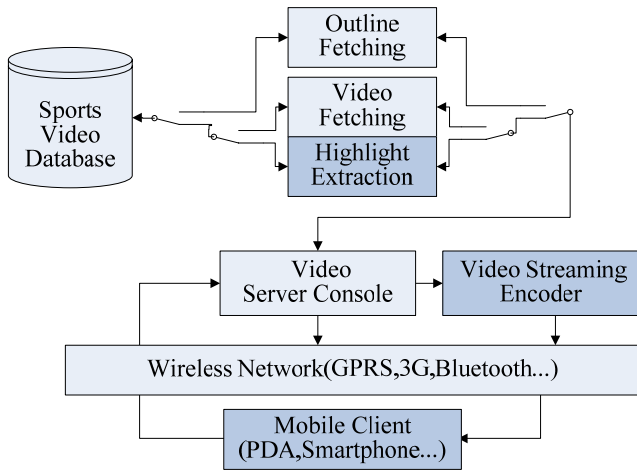 Outline
Fetching
Sports
Video
Database
Video
Fetching
Highlight
Extraction
Video
Server Console
Video Streaming
Encoder
Wireless Network(GPRS,3G,Bluetooth...)
Mobile Client
(PDA,Smartphone...)